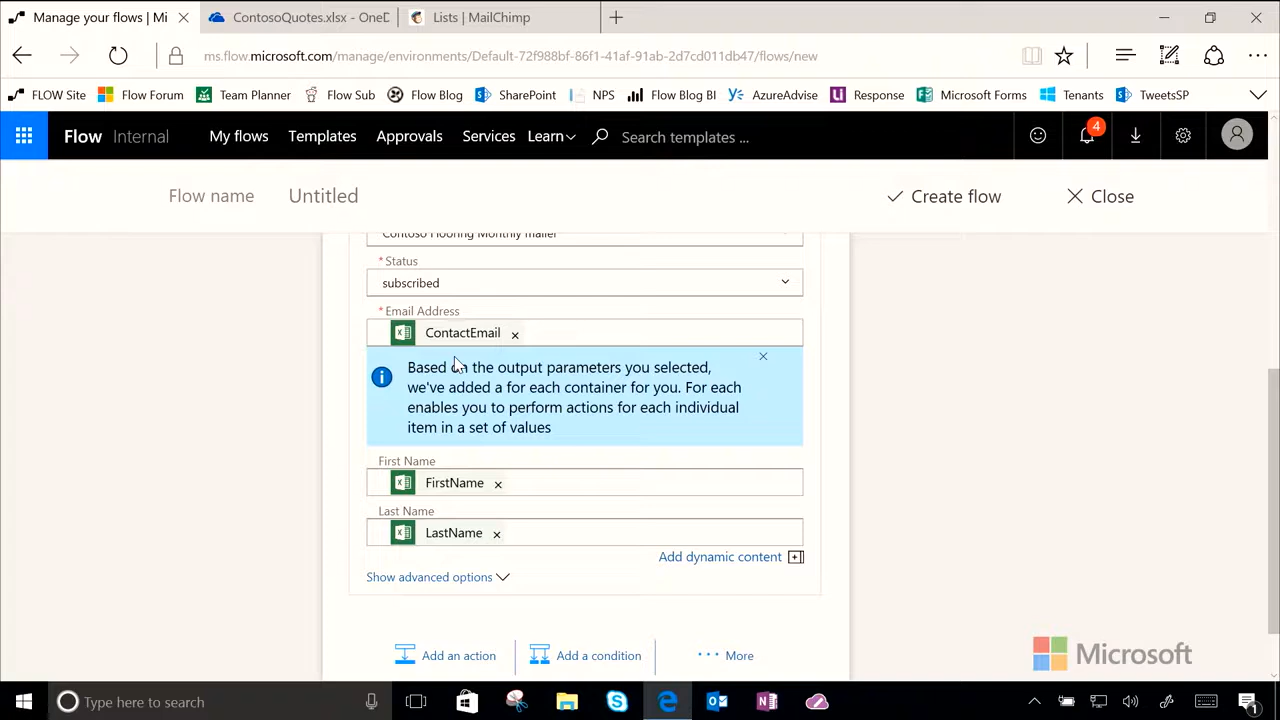 Manage your flows | Mi
ContosoQuotes.xlsx - OneD
Lists | MailChimp
ms.flow.microsoft.com/manage/environments/Default-72f988bf-86f1-41af-91ab-2d7cd011db47/flows/new
FLOW Site
Flow Forum
Team Planner
Flow Sub
Flow Blog
SharePoint
NPS
Flow Blog BI
AzureAdvise
Response
Microsoft Forms
Tenants
TweetsSP
Flow Internal
My flows
Templates
Approvals
Services
Learn
Search templates ...
4
Flow name
Untitled
Create flow
Close
Contoso Flooring Monthly mailer
* Status
subscribed
* Email Address
ContactEmail
Based on the output parameters you selected,
we've added a for each container for you. For each
enables you to perform actions for each individual
item in a set of values
First Name
FirstName
Last Name
LastName
Add dynamic content
Show advanced options
Add an action
Add a condition
More
Microsoft
Type here to search
1